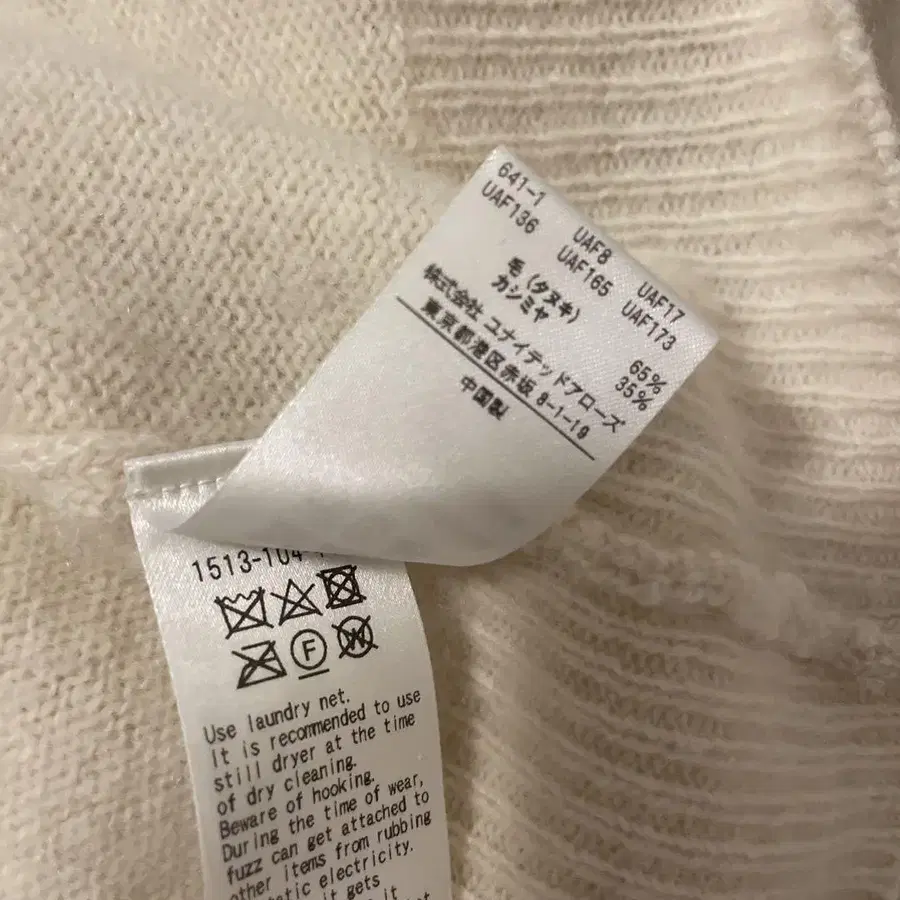 641-1 UAF8 UAF17
UAF136 UAF165 UAF173
毛(タヌキ) 65%
カシミヤ 35%
株式会社 ユナイテッドアローズ
東京都港区赤坂 8-1-19
中国製
1513-104
F
W
Use laundry net.
It is recommended to use
still dryer at the time
of dry cleaning.
Beware of hooking.
During the time of wear,
fuzz can get attached to
other items from rubbing
electricity.
it gets
it